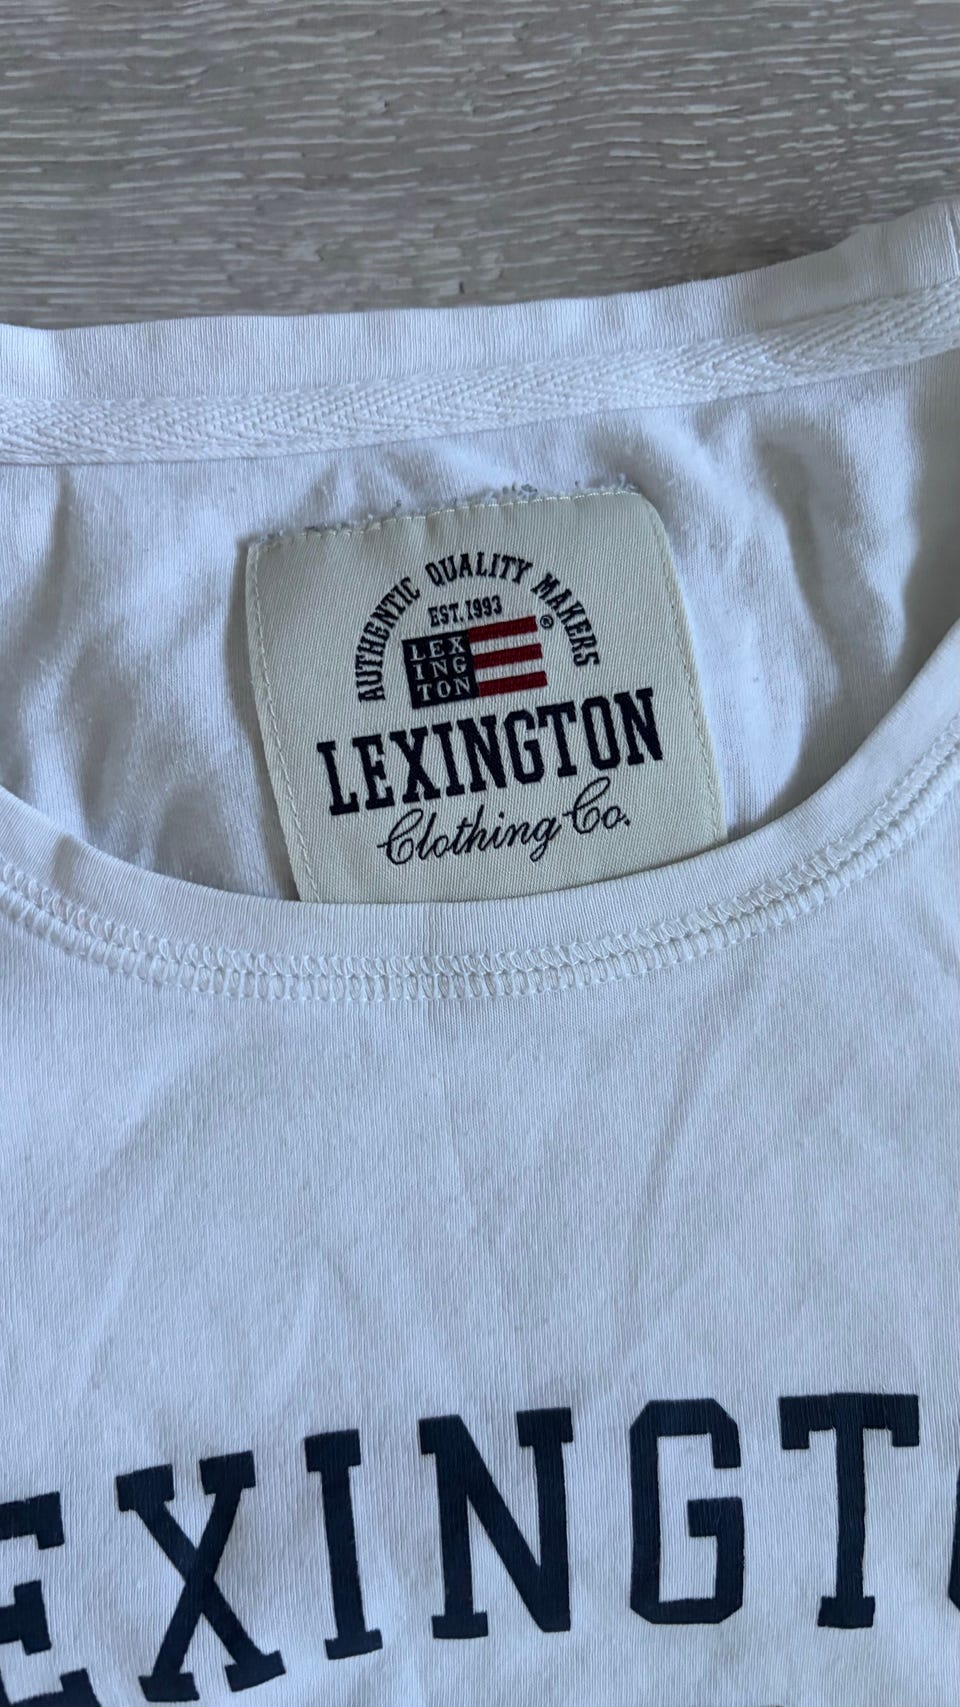 AUTHENTIC QUALITY MAKERS
EST. 1993
LEX
ING
TON
®
LEXINGTON
Clothing Co.
EXINGT